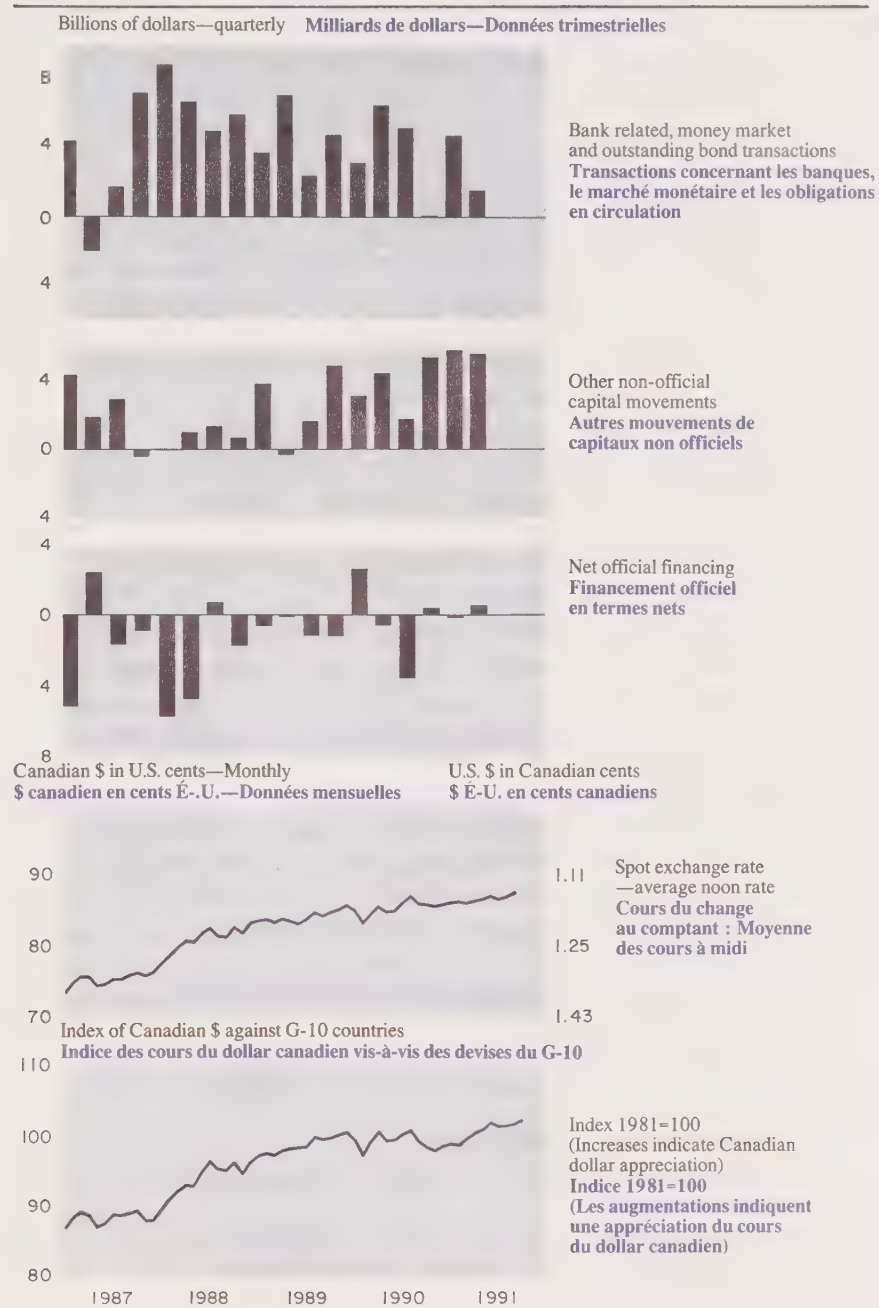 Billions of dollars—quarterly Milliards de dollars—Données trimestrielles
8
4
0
4
Bank related, money market
and outstanding bond transactions
Transactions concernant les banques,
le marché monétaire et les obligations
en circulation
4
0
4
Other non-official
capital movements
Autres mouvements de
capitaux non officiels
4
0
4
8
Net official financing
Financement officiel
en termes nets
Canadian $ in U.S. cents—Monthly
$ canadien en cents É-.U.—Données mensuelles
U.S. $ in Canadian cents
$ É-U. en cents canadiens
90
80
70
1.11
1.25
1.43
Spot exchange rate
—average noon rate
Cours du change
au comptant : Moyenne
des cours à midi
Index of Canadian $ against G-10 countries
Indice des cours du dollar canadien vis-à-vis des devises du G-10
110
100
90
80
Index 1981=100
(Increases indicate Canadian
dollar appreciation)
Indice 1981=100
(Les augmentations indiquent
une appréciation du cours
du dollar canadien)
1987 1988 1989 1990 1991